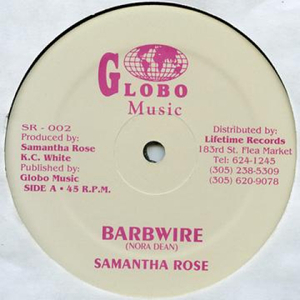 GLOBO
Music
SR - 002
Produced by:
Samantha Rose
K.C. White
Published by:
Globo Music
SIDE A • 45 R.P.M.
Distributed by:
Lifetime Records
183rd St. Flea Market
Tel: 624-1245
(305) 238-5309
(305) 620-9078
BARBWIRE
(NORA DEAN)
SAMANTHA ROSE